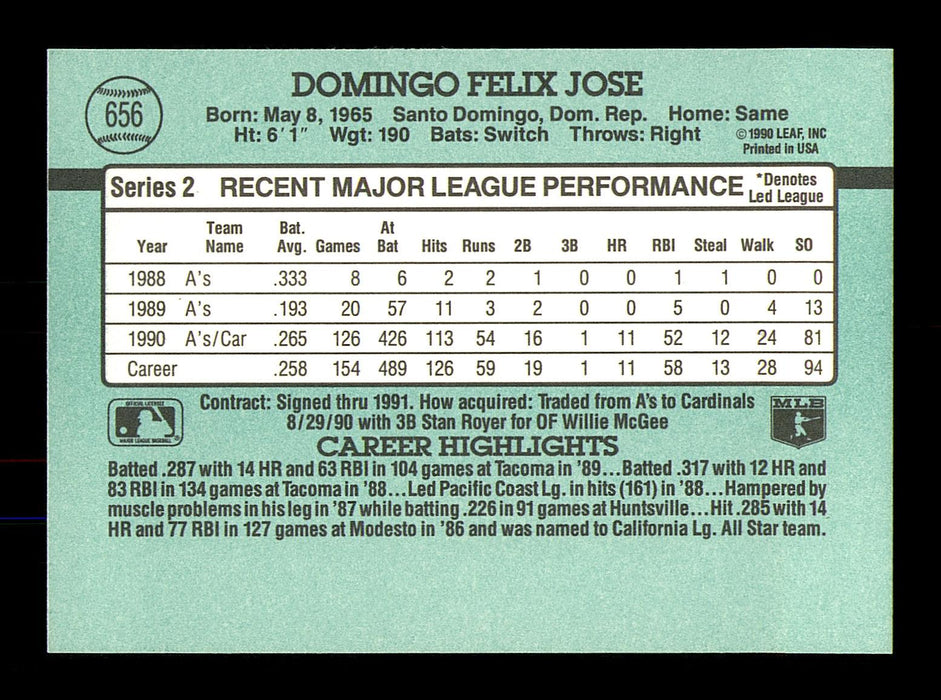 656
DOMINGO FELIX JOSE
Born: May 8, 1965 Santo Domingo, Dom. Rep. Home: Same
Ht: 6'1" Wgt: 190 Bats: Switch Throws: Right
©1990 LEAF, INC
Printed in USA
Series 2 RECENT MAJOR LEAGUE PERFORMANCE
*Denotes
Led League
Year Team Name Bat. Avg. Games At Bat Hits Runs 2B 3B HR RBI Steal Walk SO
1988 A's .333 8 6 2 2 1 0 0 1 1 0 0
1989 A's .193 20 57 11 3 2 0 0 5 0 4 13
1990 A's/Car .265 126 426 113 54 16 1 11 52 12 24 81
Career .258 154 489 126 59 19 1 11 58 13 28 94
OFFICIAL LICENSEE
MAJOR LEAGUE BASEBALL
Contract: Signed thru 1991. How acquired: Traded from A's to Cardinals
8/29/90 with 3B Stan Royer for OF Willie McGee
MLB
CAREER HIGHLIGHTS
Batted .287 with 14 HR and 63 RBI in 104 games at Tacoma in '89...Batted .317 with 12 HR and
83 RBI in 134 games at Tacoma in '88...Led Pacific Coast Lg. in hits (161) in '88...Hampered by
muscle problems in his leg in '87 while batting .226 in 91 games at Huntsville...Hit .285 with 14
HR and 77 RBI in 127 games at Modesto in '86 and was named to California Lg. All Star team.